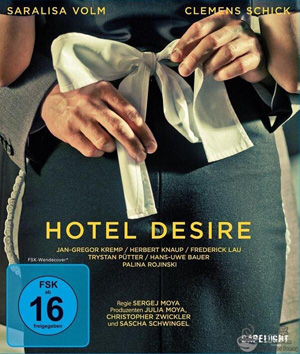 SARALISA VOLM
CLEMENS SCHICK
HOTEL DESIRE
JAN-GREGOR KREMP / HERBERT KNAUP / FREDERICK LAU
TRYSTAN PÜTTER / HANS-UWE BAUER
PALINA ROJINSKI
FSK-Wendecover**
FSK
ab
16
freigegeben
Regie SERGEJ MOYA
Produzenten JULIA MOYA,
CHRISTOPHER ZWICKLER
und SASCHA SCHWINGEL